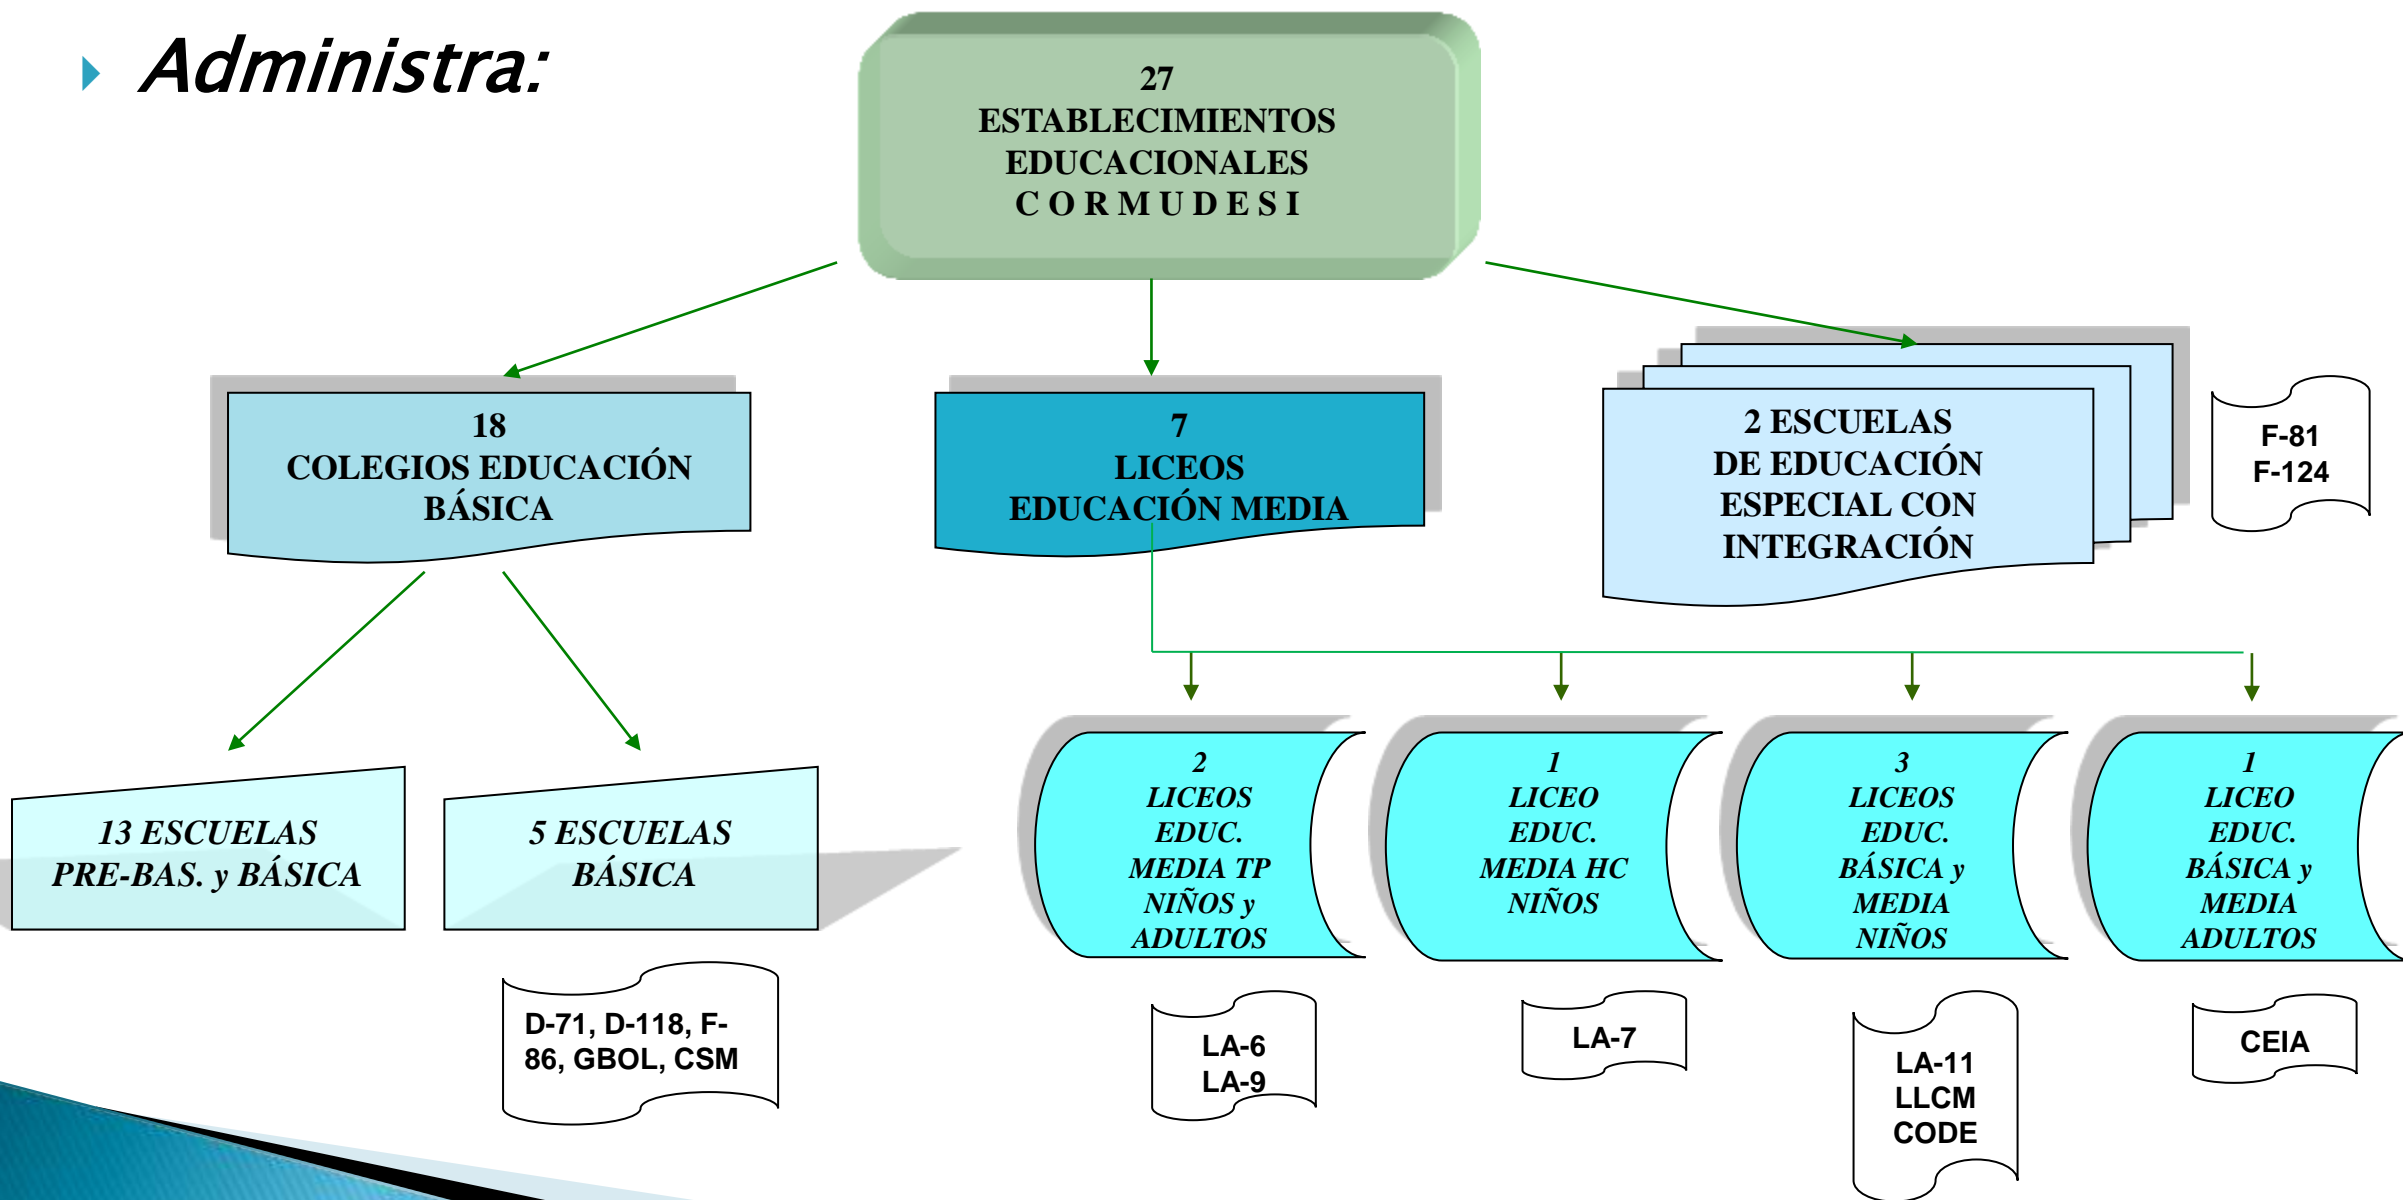 Administra:
27
ESTABLECIMIENTOS
EDUCACIONALES
C O R M U D E S I
18
COLEGIOS EDUCACIÓN
BÁSICA
7
LICEOS
EDUCACIÓN MEDIA
2 ESCUELAS
DE EDUCACIÓN
ESPECIAL CON
INTEGRACIÓN
F-81
F-124
13 ESCUELAS
PRE-BAS. y BÁSICA
5 ESCUELAS
BÁSICA
D-71, D-118, F-
86, GBOL, CSM
2
LICEOS
EDUC.
MEDIA TP
NIÑOS y
ADULTOS
LA-6
LA-9
1
LICEO
EDUC.
MEDIA HC
NIÑOS
LA-7
3
LICEOS
EDUC.
BÁSICA y
MEDIA
NIÑOS
LA-11
LLCM
CODE
1
LICEO
EDUC.
BÁSICA y
MEDIA
ADULTOS
CEIA